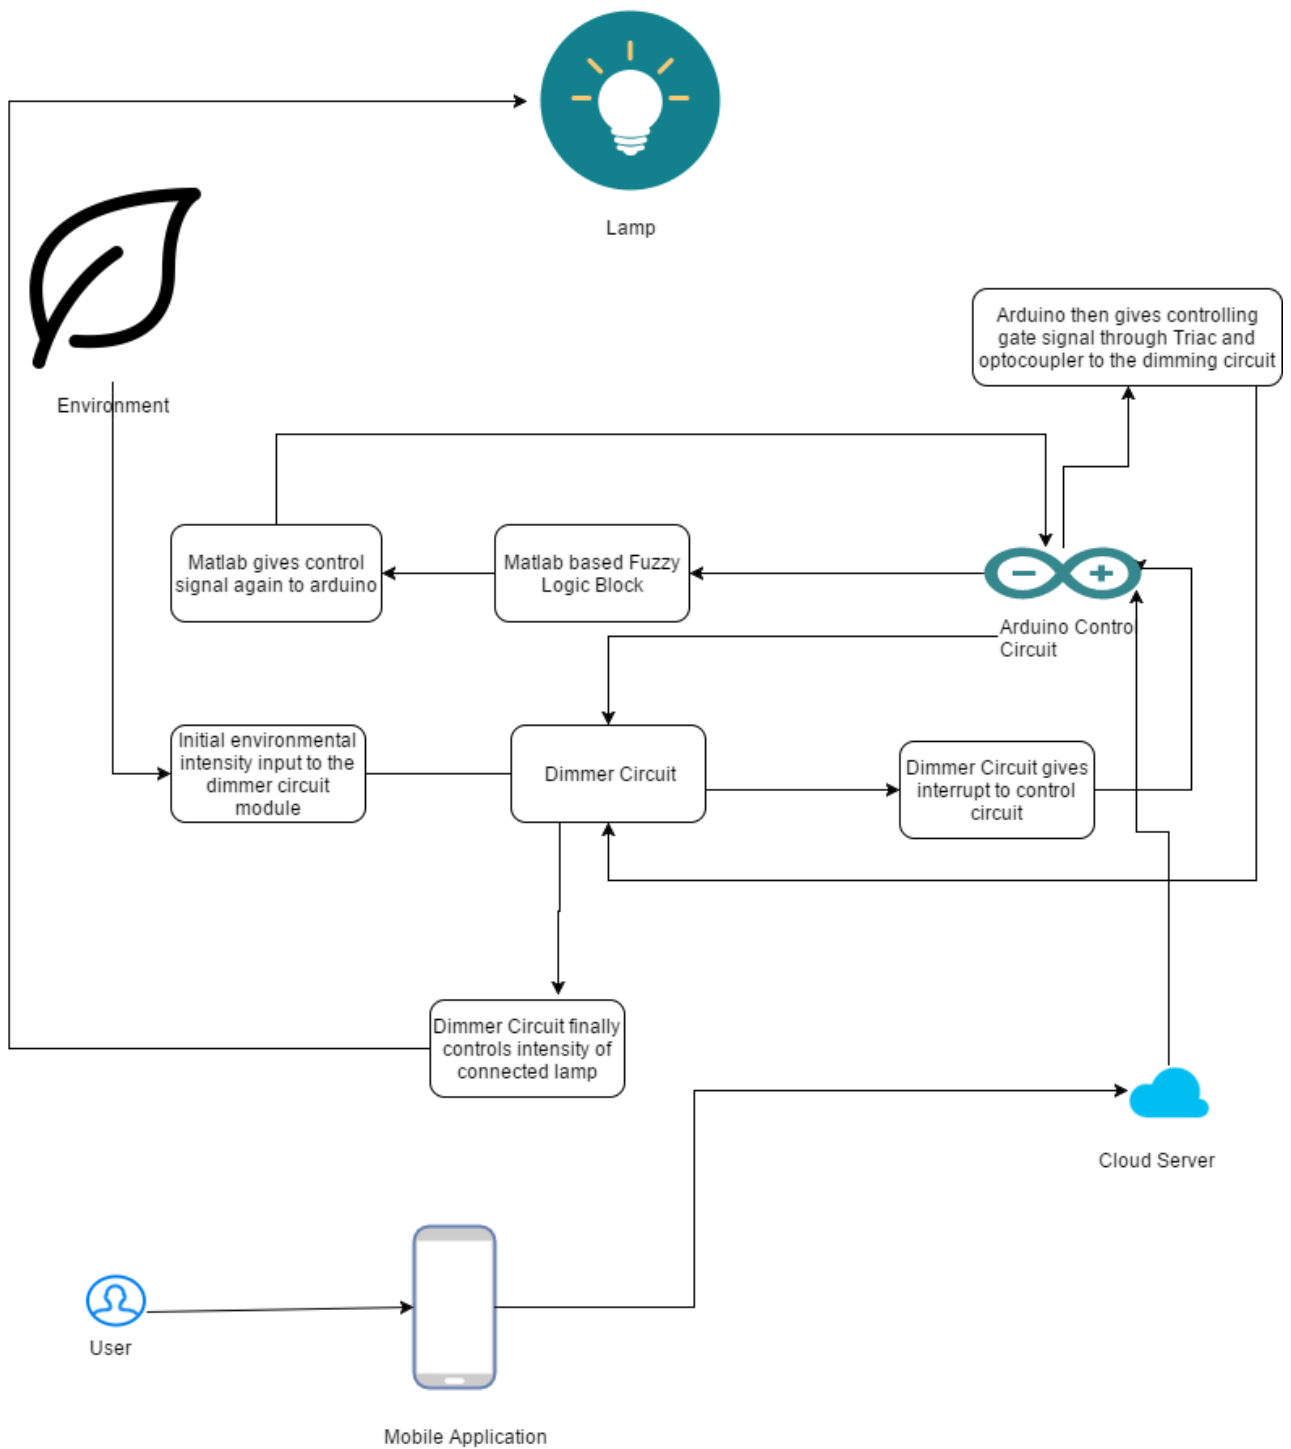 Lamp
Arduino then gives controlling
gate signal through Triac and
optocoupler to the dimming circuit
Environment
Matlab gives control
signal again to arduino
Matlab based Fuzzy
Logic Block
Arduino Control
Circuit
Initial environmental
intensity input to the
dimmer circuit
module
Dimmer Circuit
Dimmer Circuit gives
interrupt to control
circuit
Dimmer Circuit finally
controls intensity of
connected lamp
Cloud Server
User
Mobile Application